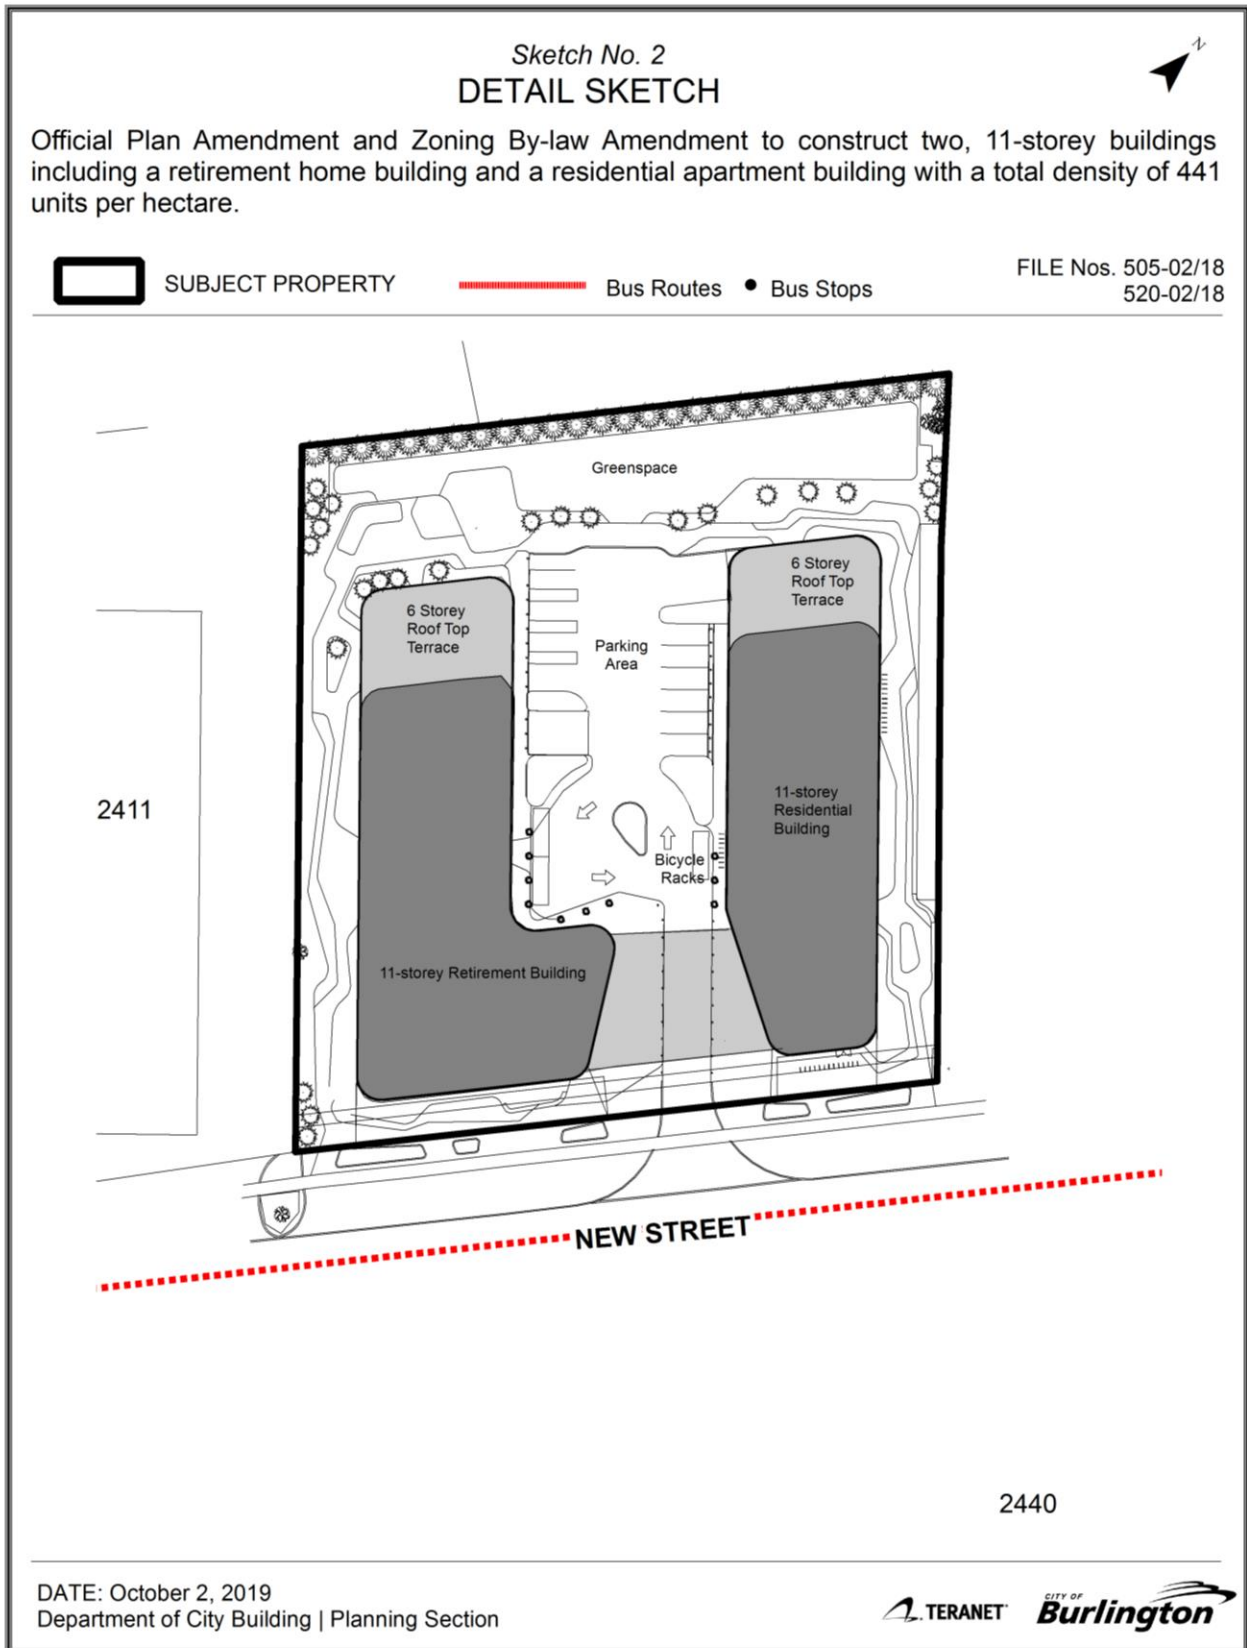 Sketch No. 2
DETAIL SKETCH
N
Official Plan Amendment and Zoning By-law Amendment to construct two, 11-storey buildings
including a retirement home building and a residential apartment building with a total density of 441
units per hectare.
SUBJECT PROPERTY
Bus Routes
Bus Stops
FILE Nos. 505-02/18
520-02/18
Greenspace
6 Storey
Roof Top
Terrace
6 Storey
Roof Top
Terrace
Parking
Area
2411
11-storey
Residential
Building
Bicycle
Racks
11-storey Retirement Building
NEW STREET
2440
DATE: October 2, 2019
Department of City Building | Planning Section
TERANET
CITY OF
Burlington